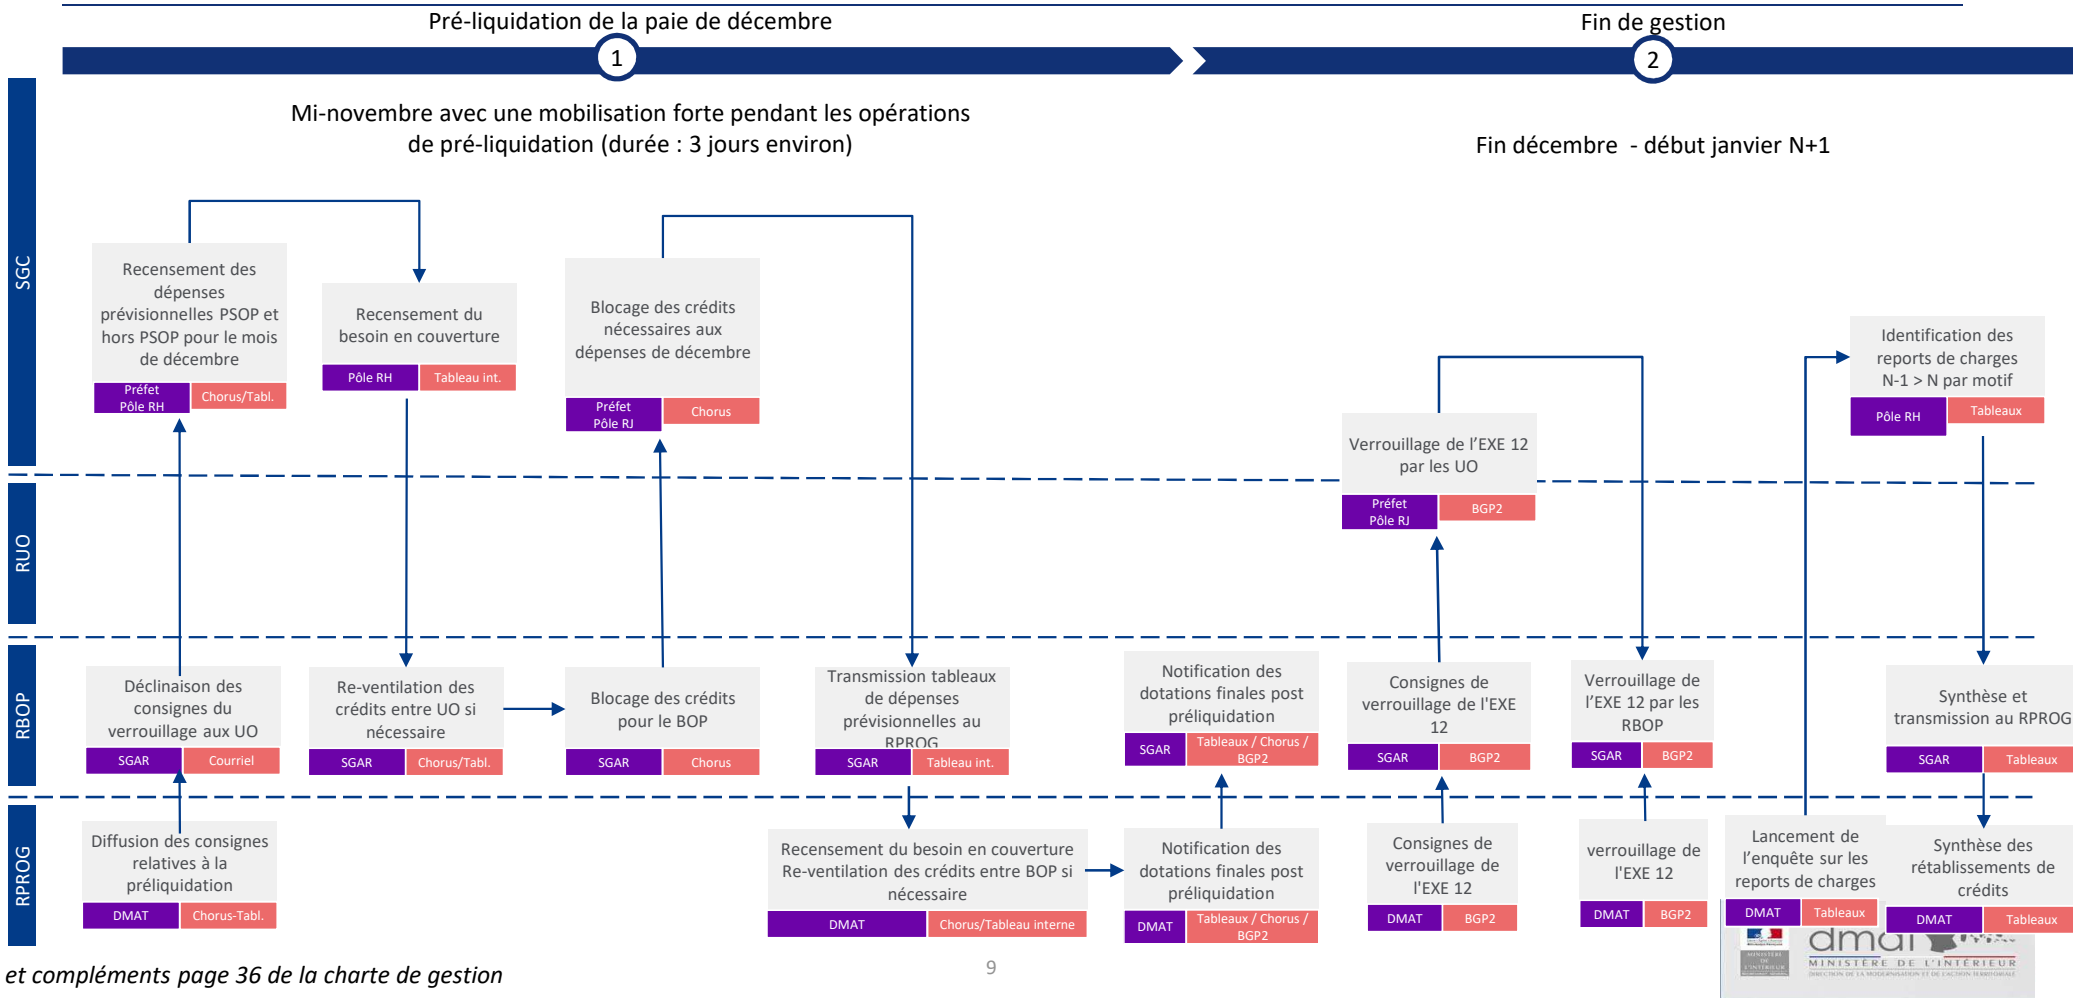 Pré-liquidation de la paie de décembre
Fin de gestion
1
2
Mi-novembre avec une mobilisation forte pendant les opérations
de pré-liquidation (durée : 3 jours environ)
Fin décembre - début janvier N+1
SGC
Recensement des
dépenses
prévisionnelles PSOP et
hors PSOP pour le mois
de décembre
Préfet
Pôle RH
Chorus/Tabl.
Recensement du
besoin en couverture
Pôle RH
Tableau int.
Blocage des crédits
nécessaires aux
dépenses de décembre
Préfet
Pôle RJ
Chorus
Verrouillage de l’EXE 12
par les UO
Préfet
Pôle RJ
BGP2
Identification des
reports de charges
N-1 > N par motif
Pôle RH
Tableaux
RUO
RBOP
Déclinaison des
consignes du
verrouillage aux UO
SGAR
Courriel
Re-ventilation des
crédits entre UO si
nécessaire
SGAR
Chorus/Tabl.
Blocage des crédits
pour le BOP
SGAR
Chorus
Transmission tableaux
de dépenses
prévisionnelles au
RPROG
SGAR
Tableau int.
Notification des
dotations finales post
préliquidation
SGAR
Tableaux / Chorus /
BGP2
Consignes de
verrouillage de l'EXE
12
SGAR
BGP2
Verrouillage de
l’EXE 12 par les
RBOP
SGAR
BGP2
Synthèse et
transmission au RPROG
SGAR
Tableaux
RPROG
Diffusion des consignes
relatives à la
préliquidation
DMAT
Chorus-Tabl.
Recensement du besoin en couverture
Re-ventilation des crédits entre BOP si
nécessaire
DMAT
Chorus/Tableau interne
Notification des
dotations finales post
préliquidation
DMAT
Tableaux / Chorus /
BGP2
Consignes de
verrouillage de
l'EXE 12
DMAT
BGP2
verrouillage de
l'EXE 12
DMAT
BGP2
Lancement de
l’enquête sur les
reports de charges
DMAT
Tableaux
Synthèse des
rétablissements de
crédits
DMAT
Tableaux
et compléments page 36 de la charte de gestion
9
MINISTÈRE
DE
L'INTÉRIEUR
dmat
MINISTÈRE DE L'INTÉRIEUR
DIRECTION DE LA MODERNISATION ET DE L'ACTION TERRITORIALE